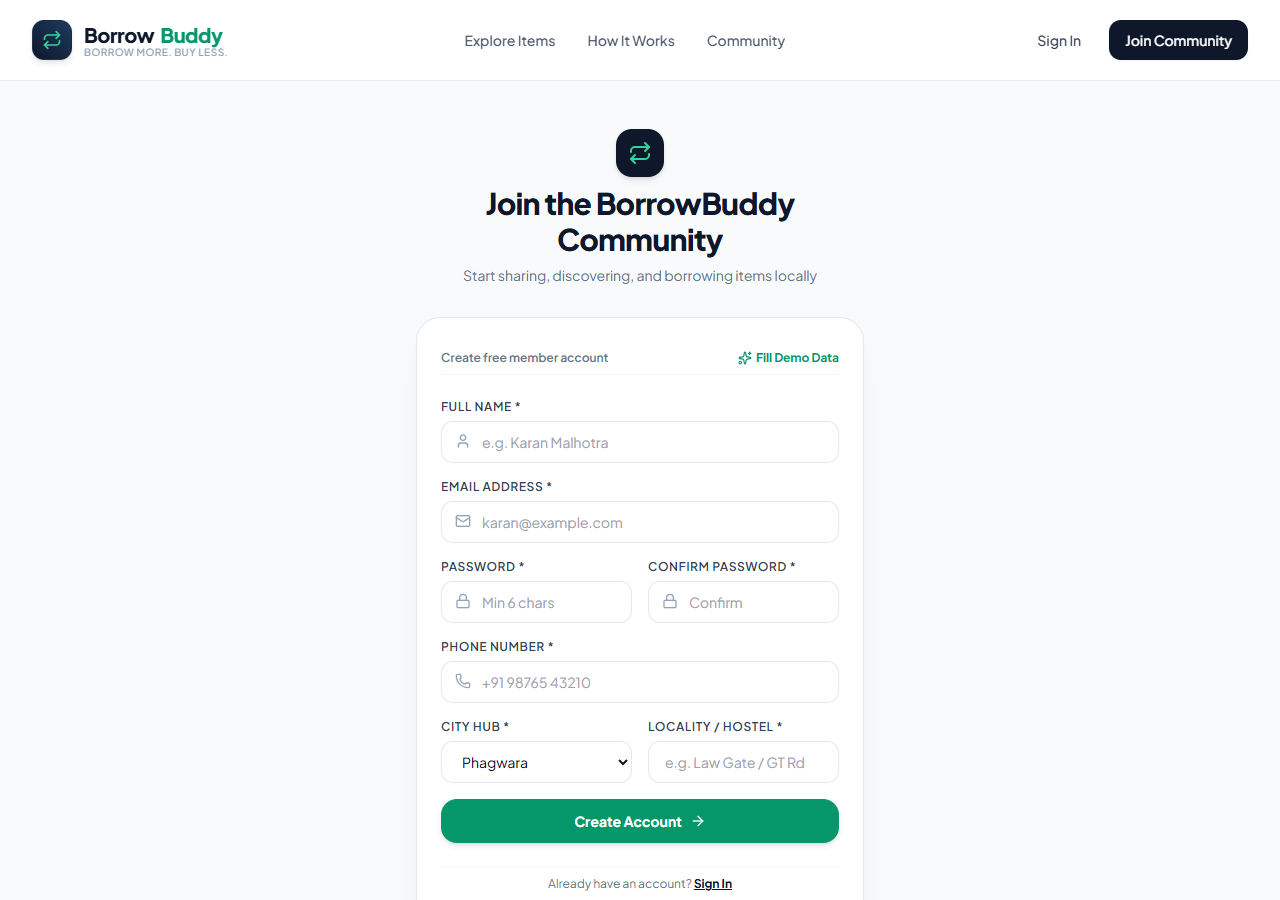 Borrow Buddy
BORROW MORE. BUY LESS.
Explore Items
How It Works
Community
Sign In
Join Community
Join the BorrowBuddy
Community
Start sharing, discovering, and borrowing items locally
Create free member account
Fill Demo Data
FULL NAME *
e.g. Karan Malhotra
EMAIL ADDRESS *
karan@example.com
PASSWORD *
CONFIRM PASSWORD *
Min 6 chars
Confirm
PHONE NUMBER *
+91 98765 43210
CITY HUB *
LOCALITY / HOSTEL *
Phagwara
e.g. Law Gate / GT Rd
Create Account
Already have an account? Sign In